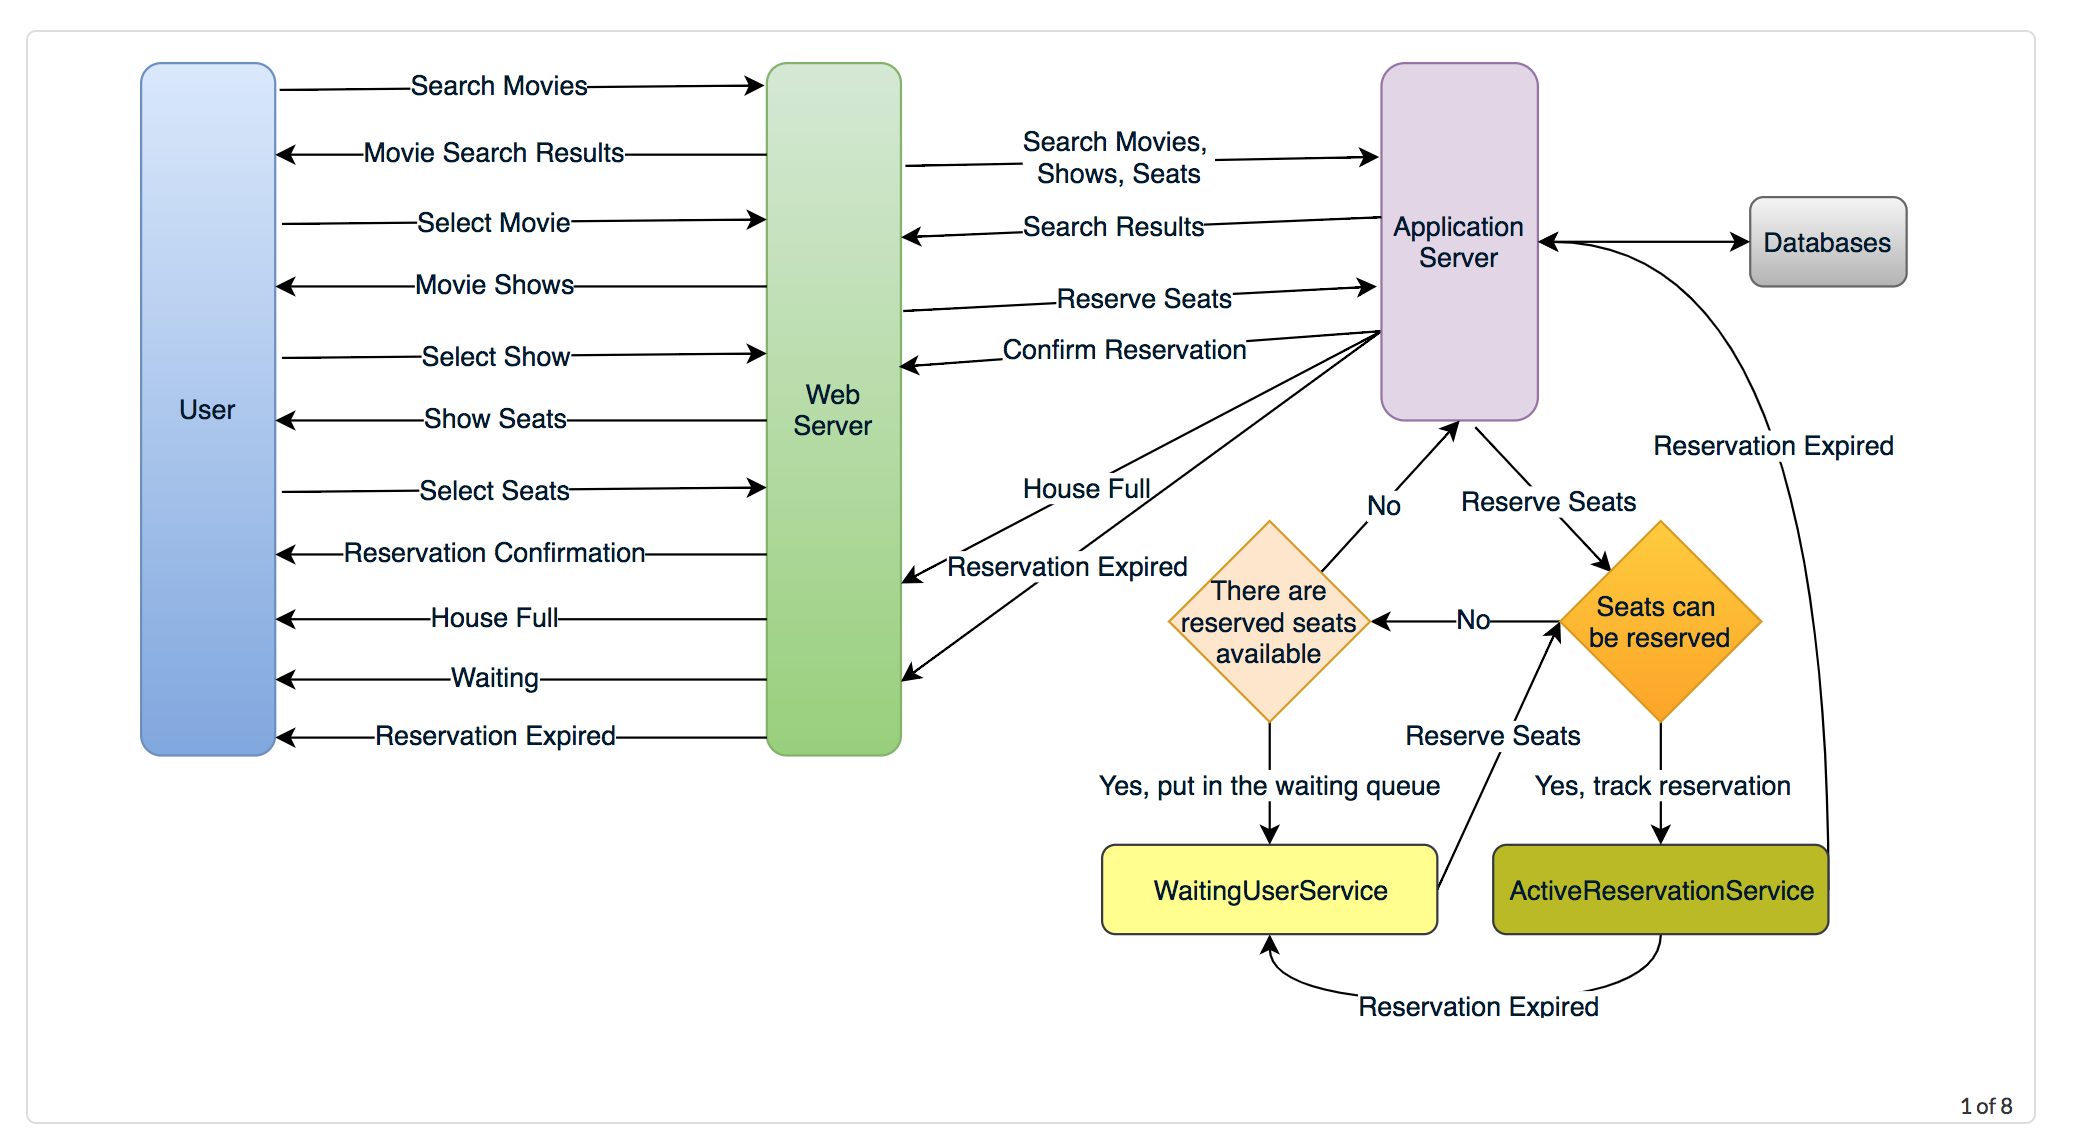 Search Movies
Movie Search Results
Select Movie
Movie Shows
Select Show
Show Seats
Select Seats
Reservation Confirmation
House Full
Waiting
Reservation Expired
User
Web
Server
Search Movies,
Shows, Seats
Search Results
Reserve Seats
Confirm Reservation
House Full
Reservation Expired
Application
Server
Databases
Reservation Expired
No
Reserve Seats
There are
reserved seats
available
No
Seats can
be reserved
Reserve Seats
Yes, put in the waiting queue
Yes, track reservation
WaitingUserService
ActiveReservationService
Reservation Expired
1 of 8